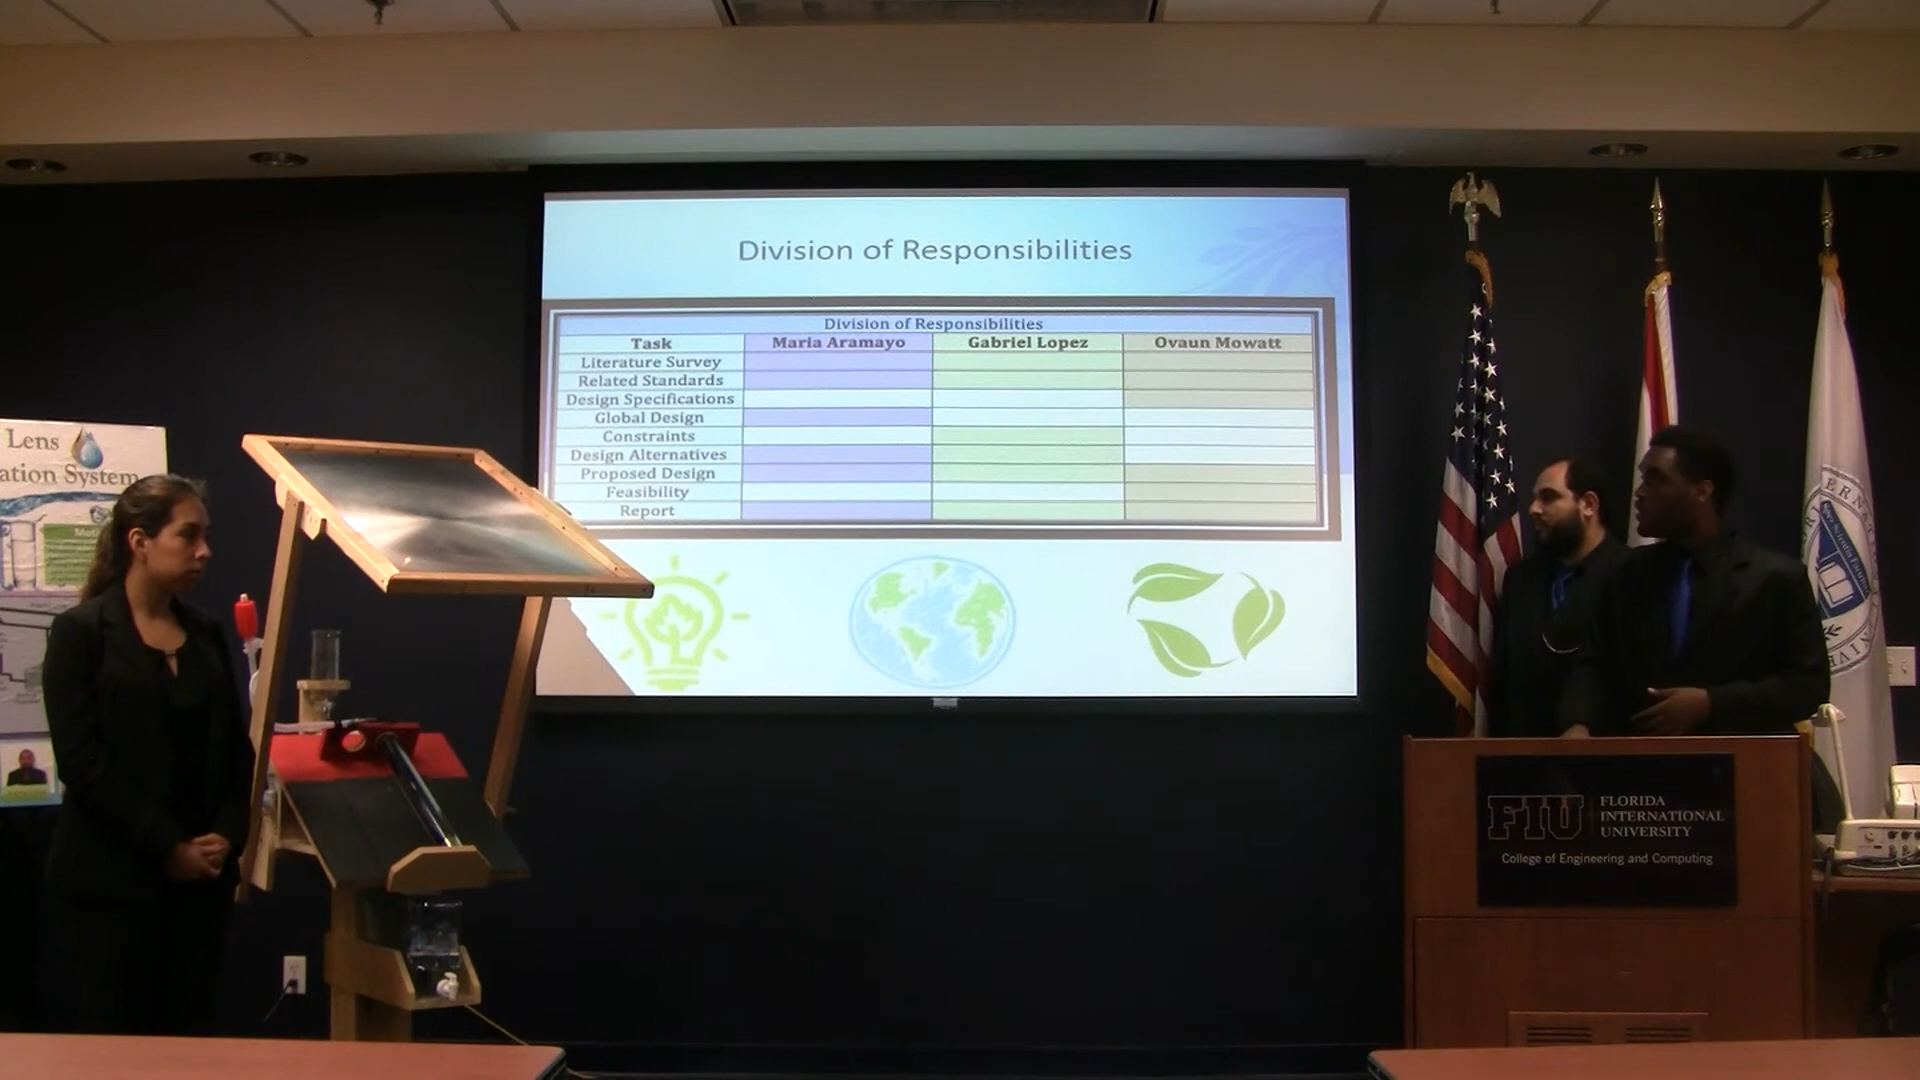 Division of Responsibilities
Division of Responsibilities
Task Maria Aramayo Gabriel Lopez Ovaun Mowatt
Literature Survey
Related Standards
Design Specifications
Global Design
Constraints
Design Alternatives
Proposed Design
Feasibility
Report
Lens
ation System
FIU
FLORIDA
INTERNATIONAL
UNIVERSITY
College of Engineering and Computing